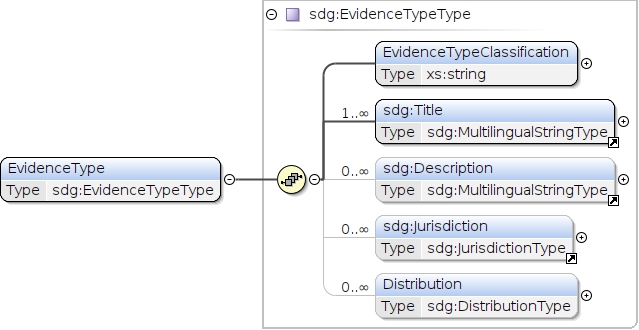 sdg:EvidenceTypeType
EvidenceTypeClassification
Type xs:string
1..∞
sdg:Title
Type sdg:MultilingualStringType
EvidenceType
Type sdg:EvidenceTypeType
0..∞
sdg:Description
Type sdg:MultilingualStringType
0..∞
sdg:Jurisdiction
Type sdg:JurisdictionType
0..∞
Distribution
Type sdg:DistributionType